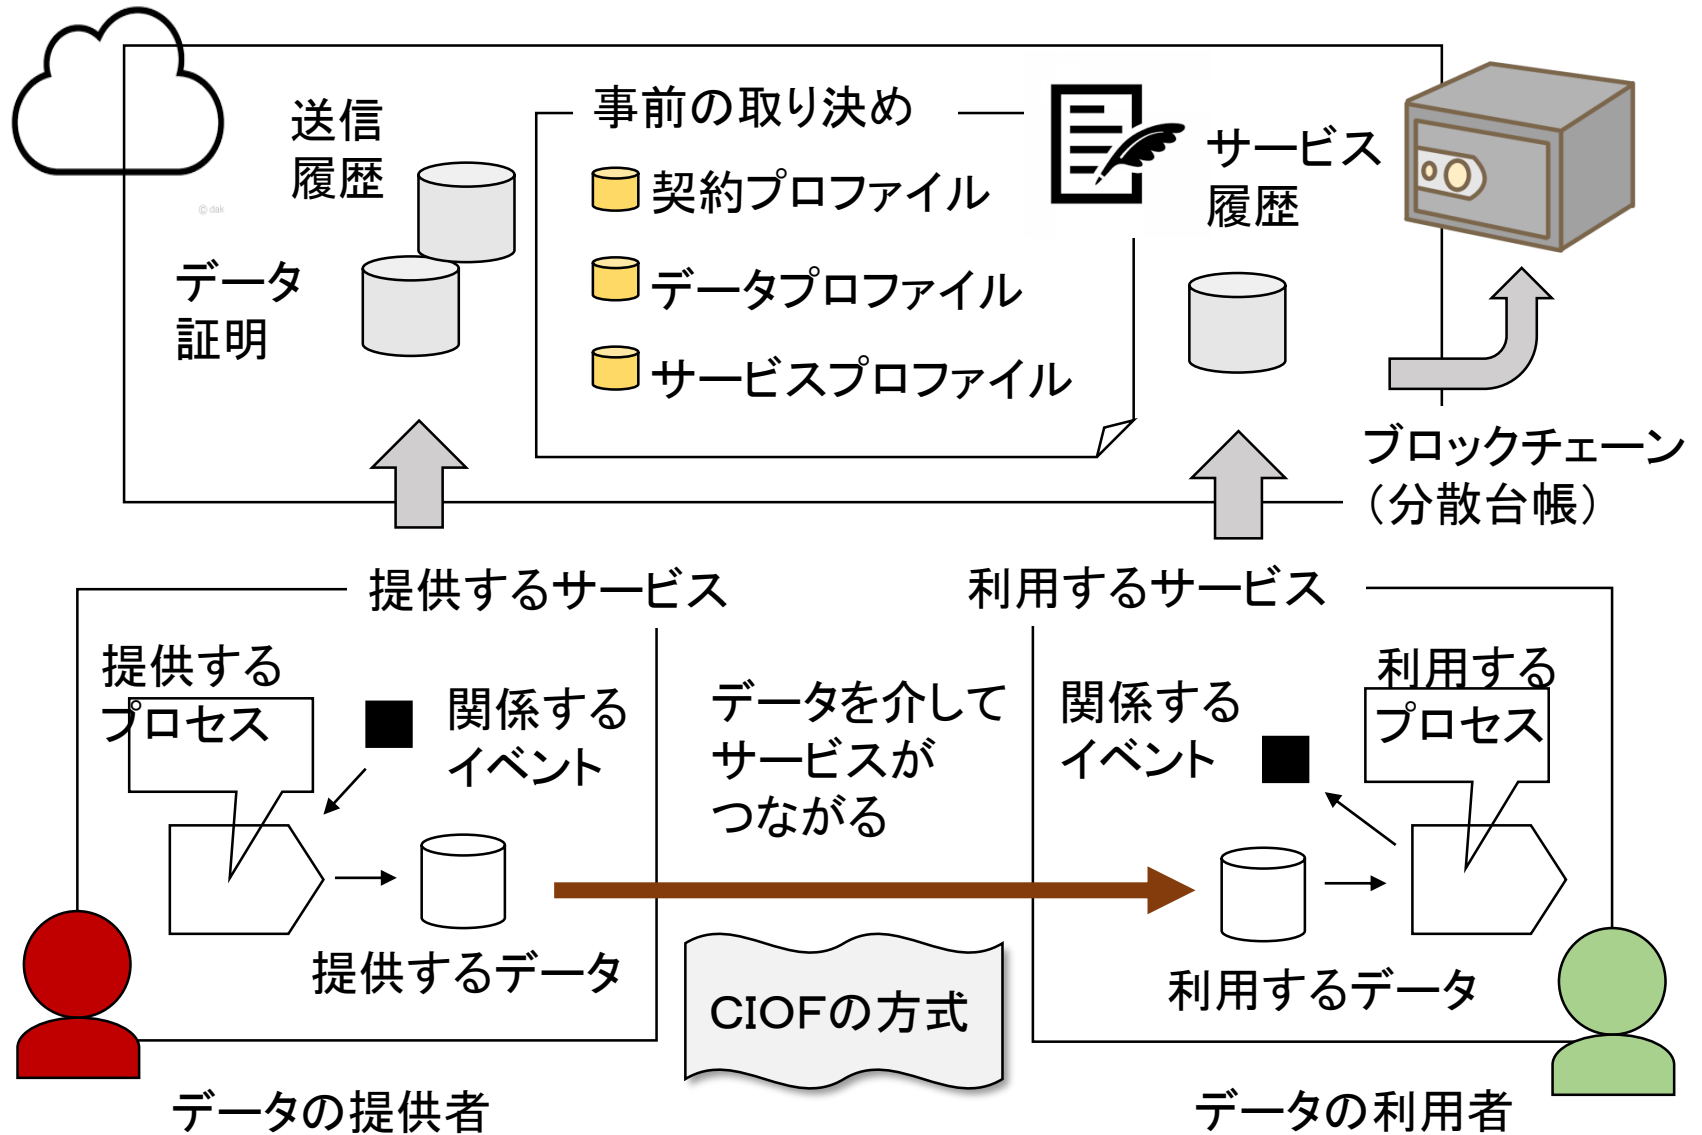 送信
履歴
事前の取り決め
サービス
履歴
契約プロファイル
© dak
データ
証明
データプロファイル
サービスプロファイル
ブロックチェーン
（分散台帳）
提供するサービス
利用するサービス
提供する
プロセス
関係する
イベント
データを介して
サービスが
つながる
関係する
イベント
利用する
プロセス
提供するデータ
利用するデータ
CIOFの方式
データの提供者
データの利用者